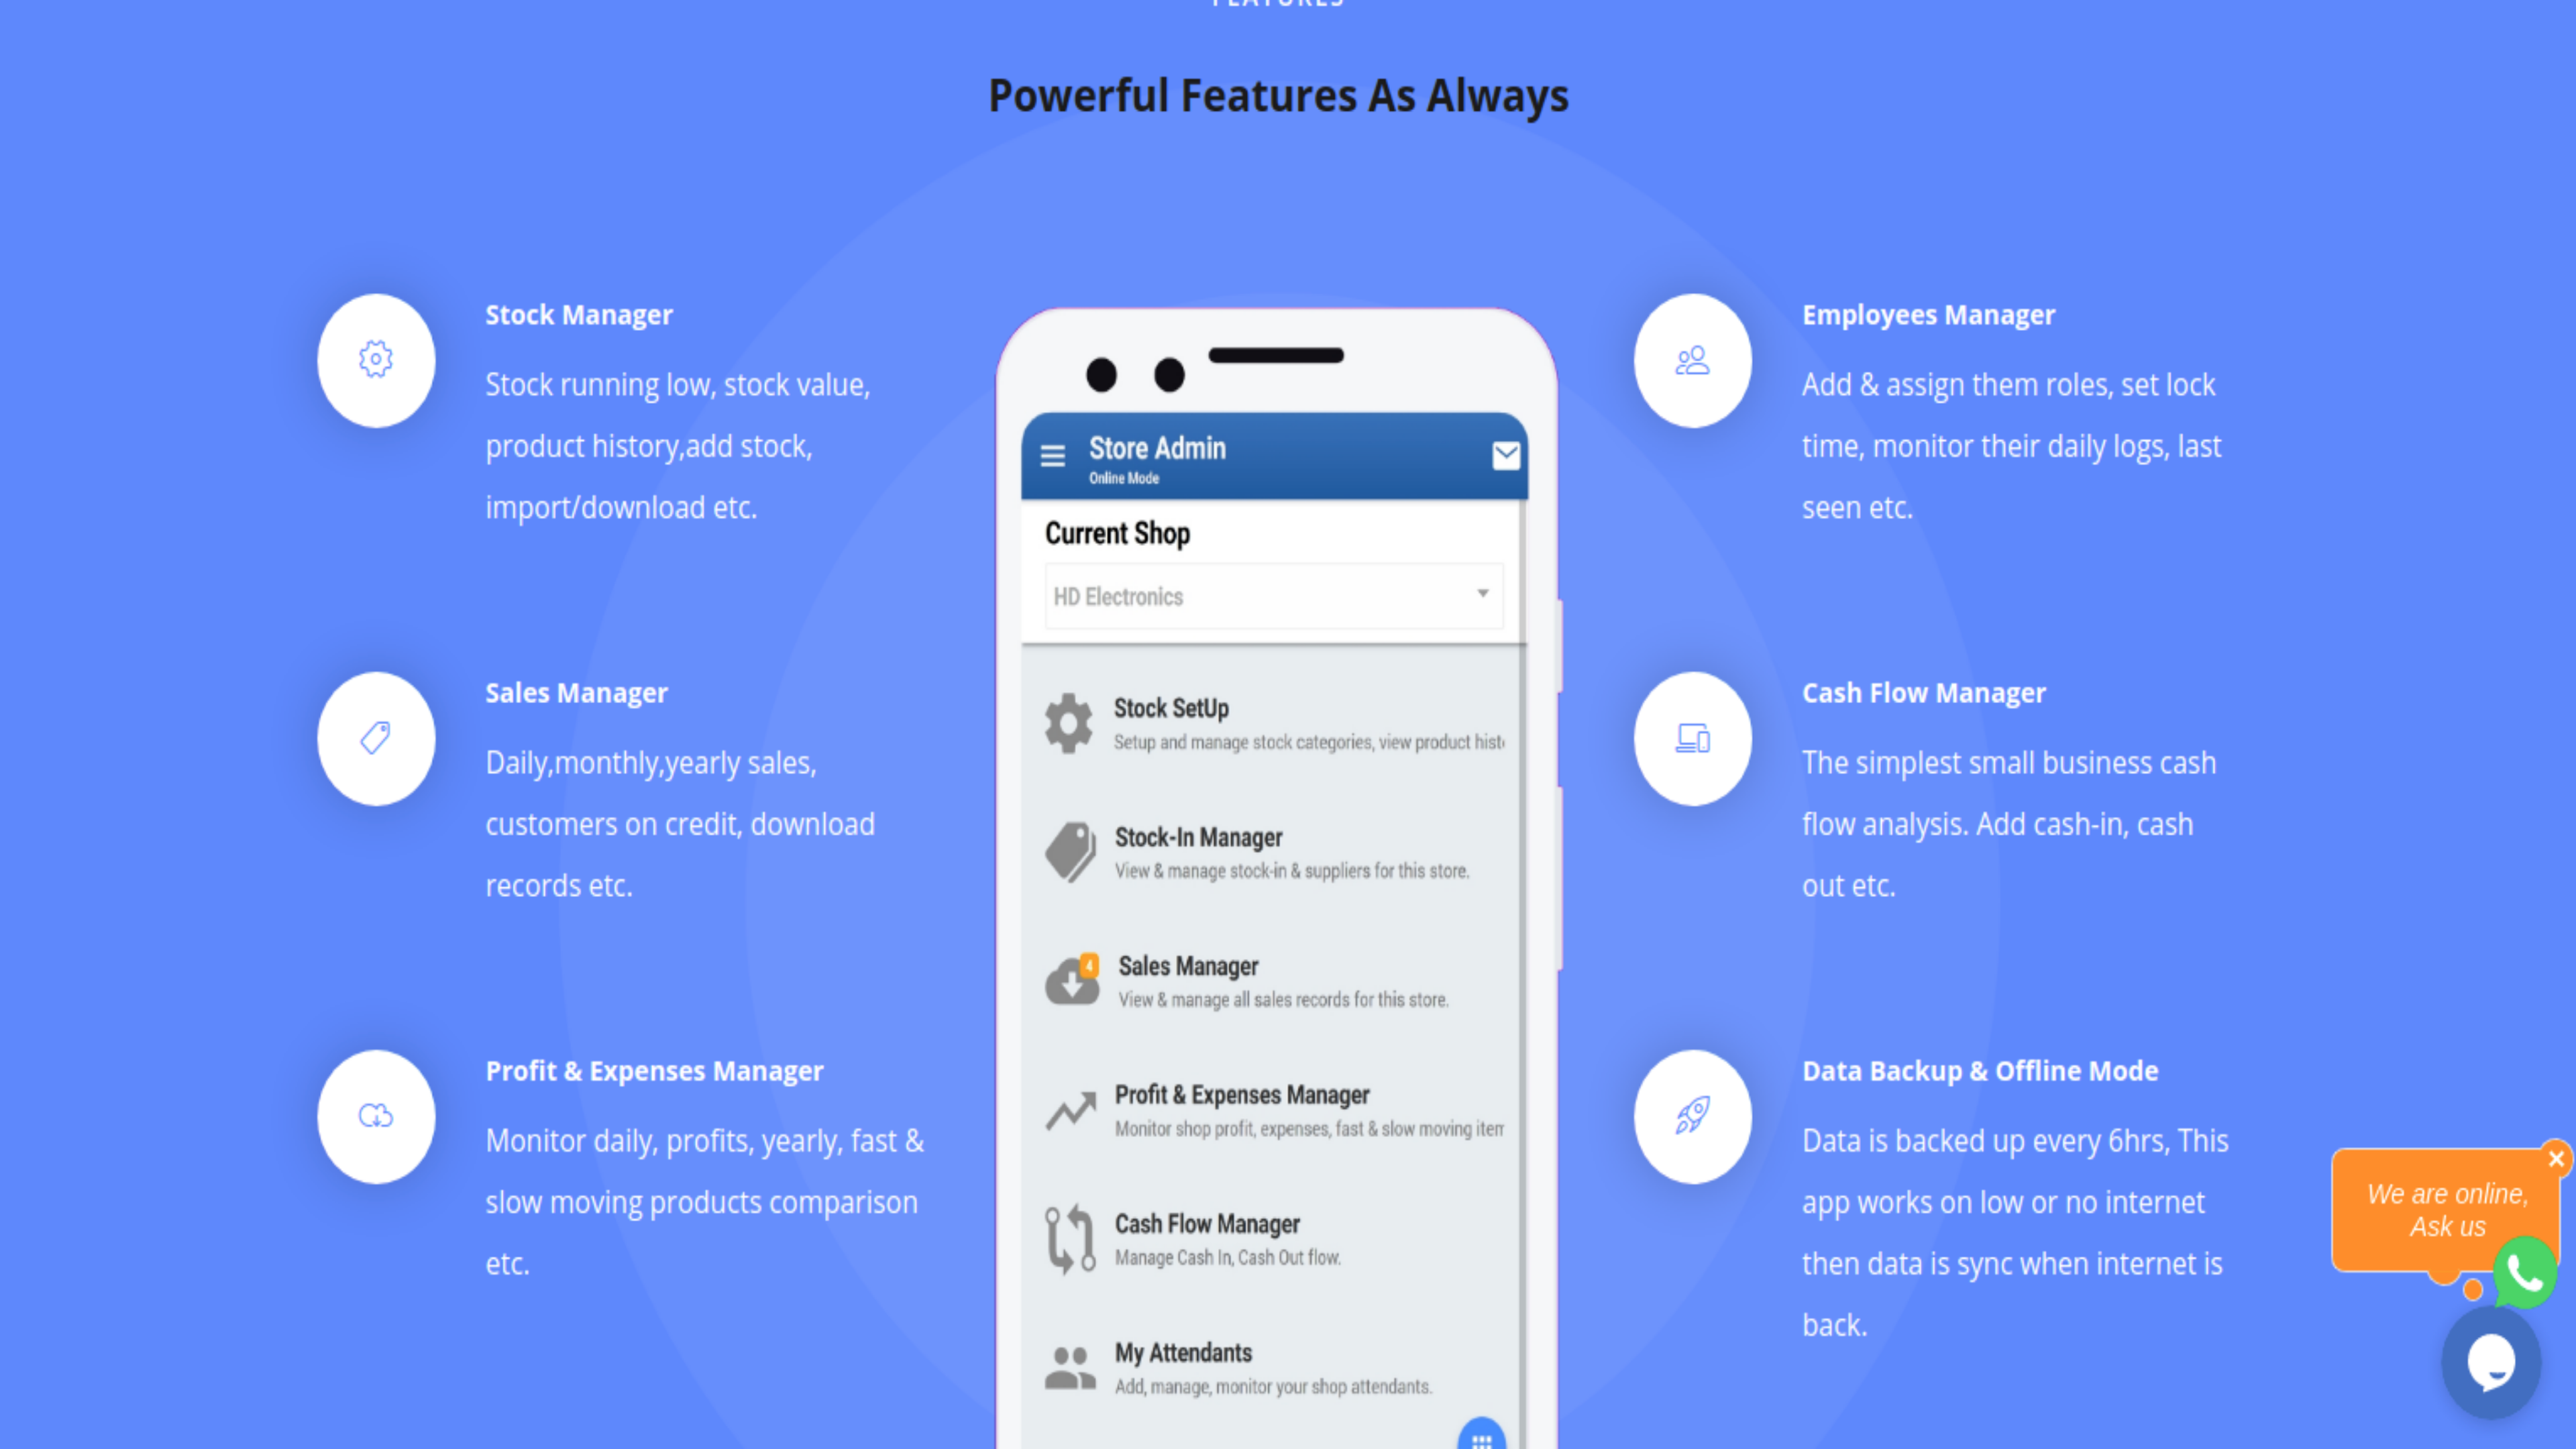 FEATURES
Powerful Features As Always
Stock Manager
Stock running low, stock value,
product history,add stock,
import/download etc.
Sales Manager
Daily,monthly,yearly sales,
customers on credit, download
records etc.
Profit & Expenses Manager
Monitor daily, profits, yearly, fast &
slow moving products comparison
etc.
Store Admin
Online Mode
Current Shop
HD Electronics
Stock SetUp
Setup and manage stock categories, view product hist
Stock-In Manager
View & manage stock-in & suppliers for this store.
4
Sales Manager
View & manage all sales records for this store.
Profit & Expenses Manager
Monitor shop profit, expenses, fast & slow moving item
Cash Flow Manager
Manage Cash In, Cash Out flow.
My Attendants
Add, manage, monitor your shop attendants.
Employees Manager
Add & assign them roles, set lock
time, monitor their daily logs, last
seen etc.
Cash Flow Manager
The simplest small business cash
flow analysis. Add cash-in, cash
out etc.
Data Backup & Offline Mode
Data is backed up every 6hrs, This
app works on low or no internet
then data is sync when internet is
back.
We are online,
Ask us